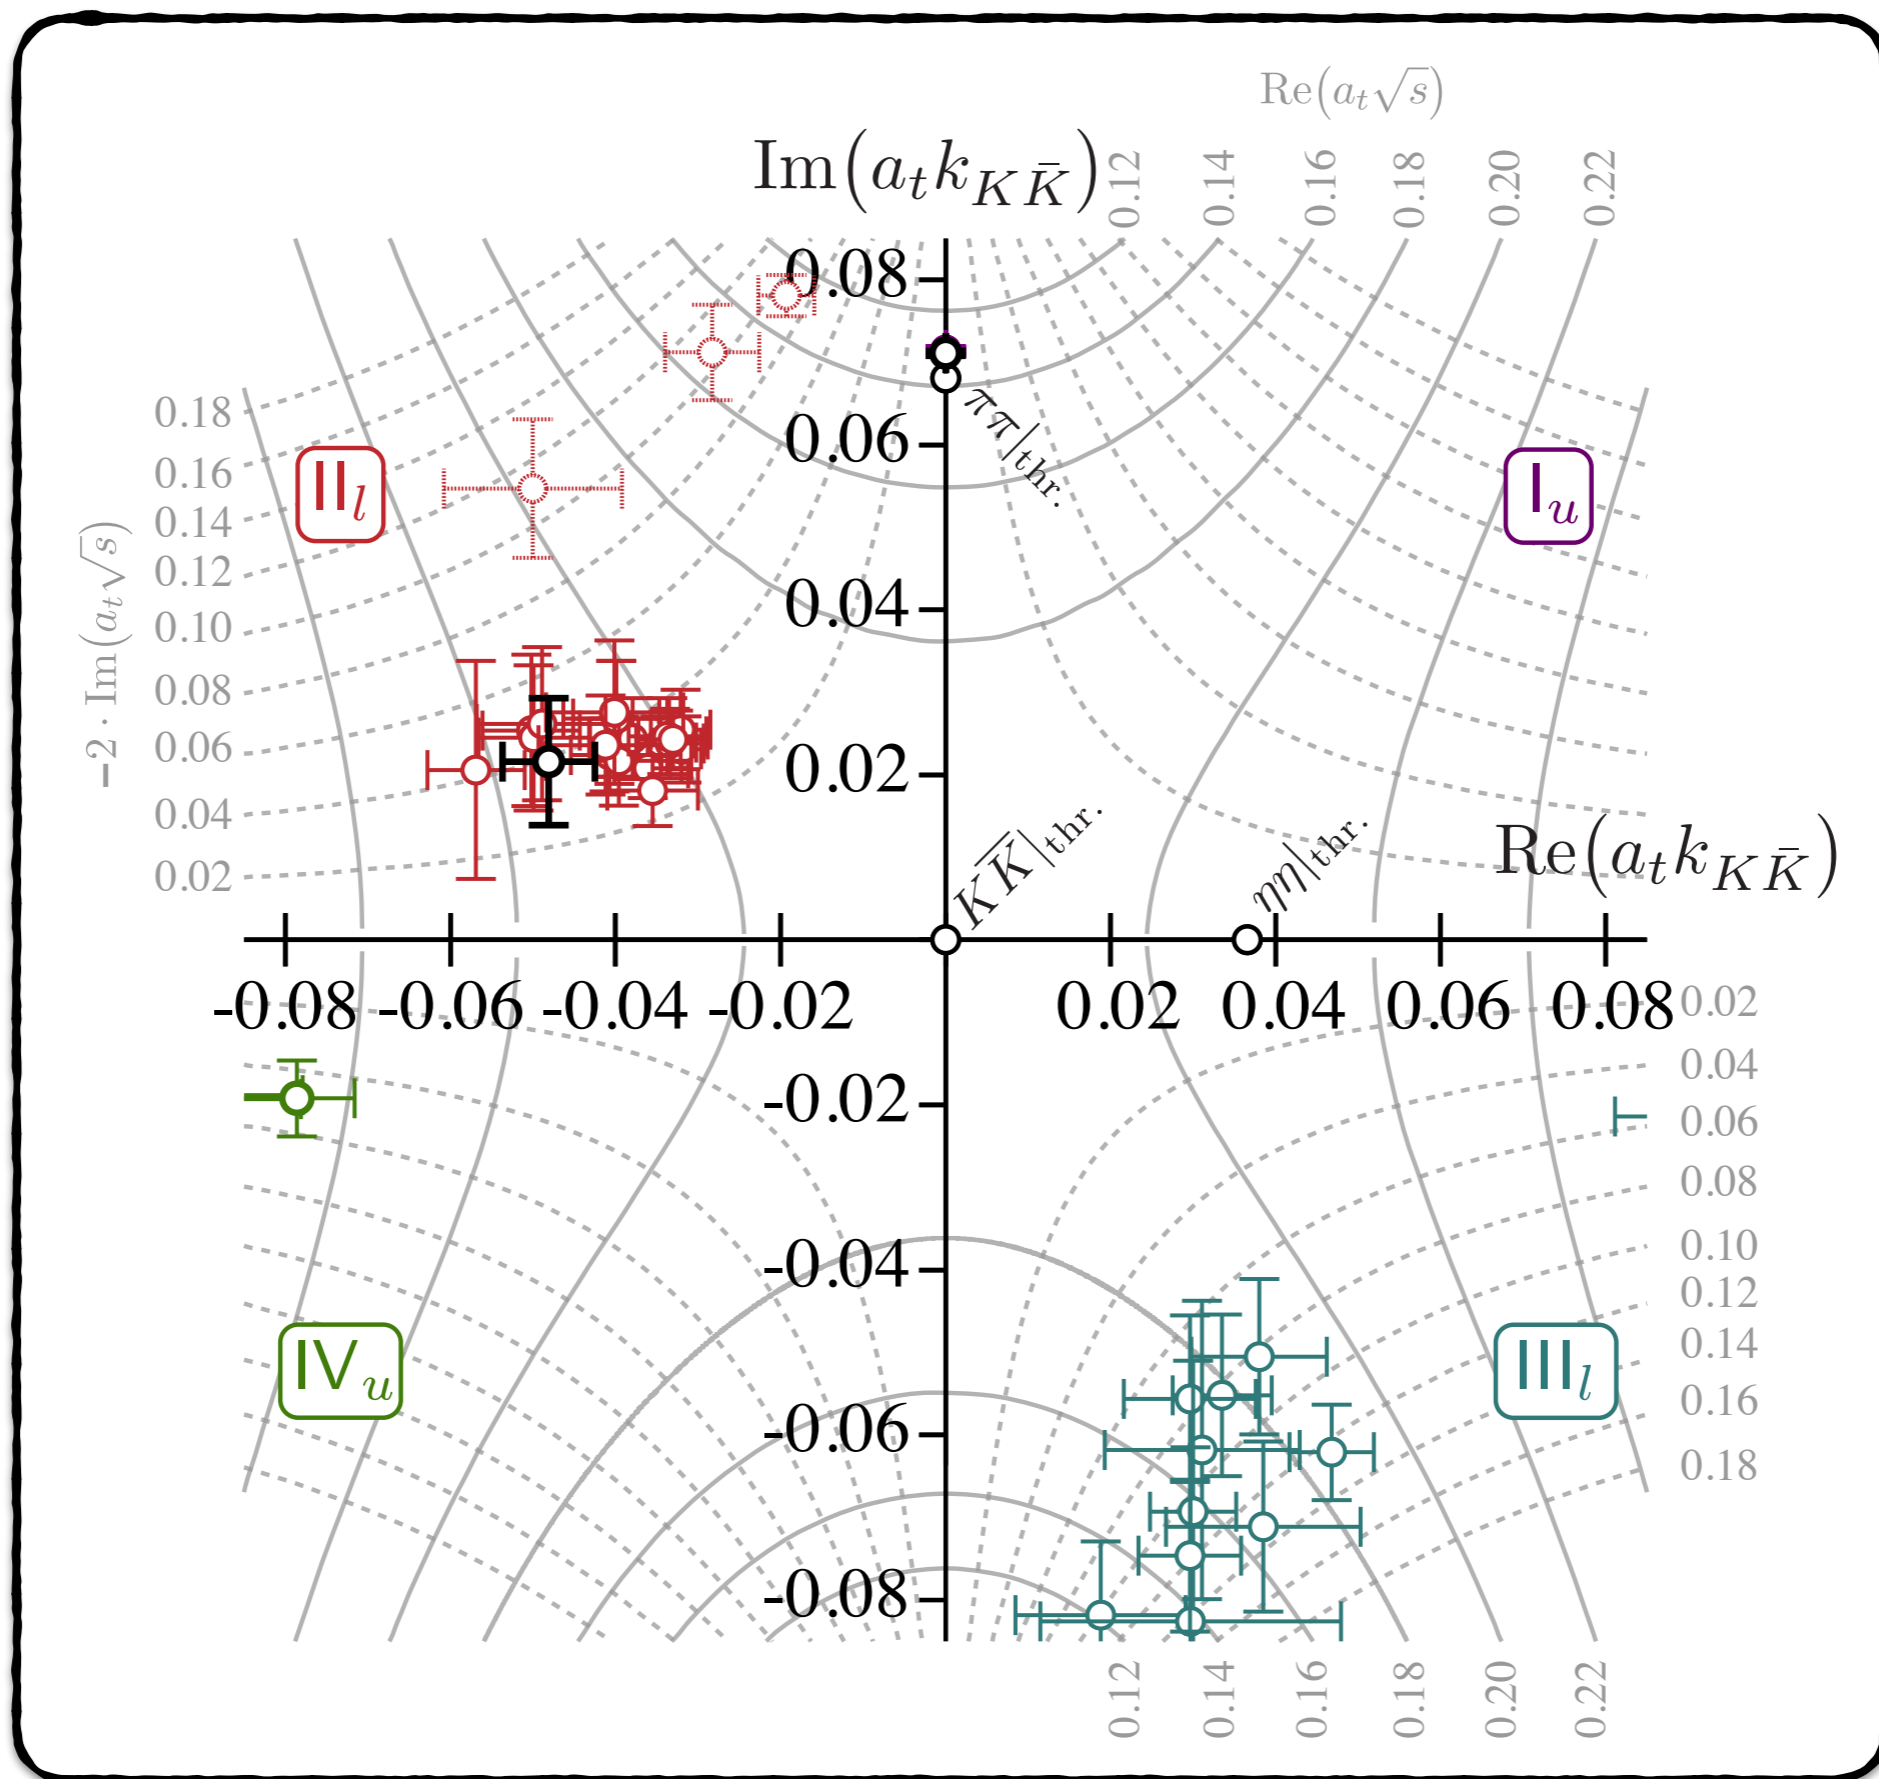 Re(a_t√s)
Im(a_t k_{KK̄})
0.12 0.14 0.16 0.18 0.20 0.22
0.08
ππ|thr.
0.06
0.18
0.16
0.14
0.12
0.10
0.08
0.06
0.04
0.02
−2 · Im(a_t√s)
II_l
I_u
0.04
0.02
KK̄|thr.
ηη|thr.
Re(a_t k_{KK̄})
-0.08 -0.06 -0.04 -0.02 0.02 0.04 0.06 0.08
0.02
0.04
0.06
0.08
0.10
0.12
0.14
0.16
0.18
-0.02
-0.04
-0.06
-0.08
IV_u
III_l
0.12 0.14 0.16 0.18 0.20 0.22